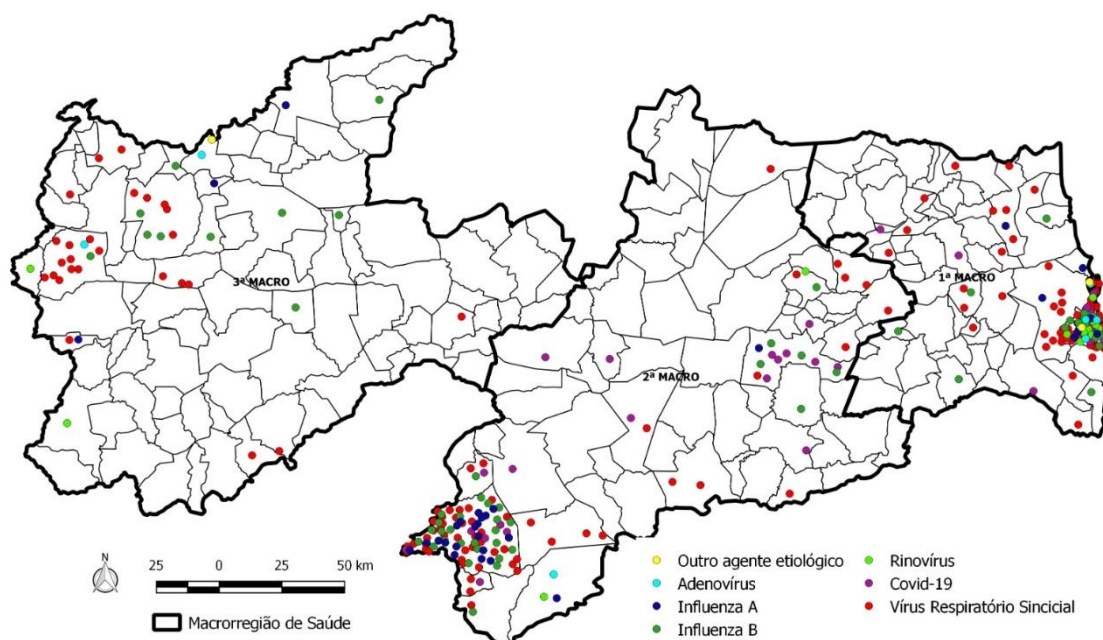 3ª MACRO
1ª MACRO
2ª MACRO
N
25 0 25 50 km
Macrorregião de Saúde
Outro agente etiológico
Adenovírus
Influenza A
Influenza B
Rinovírus
Covid-19
Vírus Respiratório Sincicial